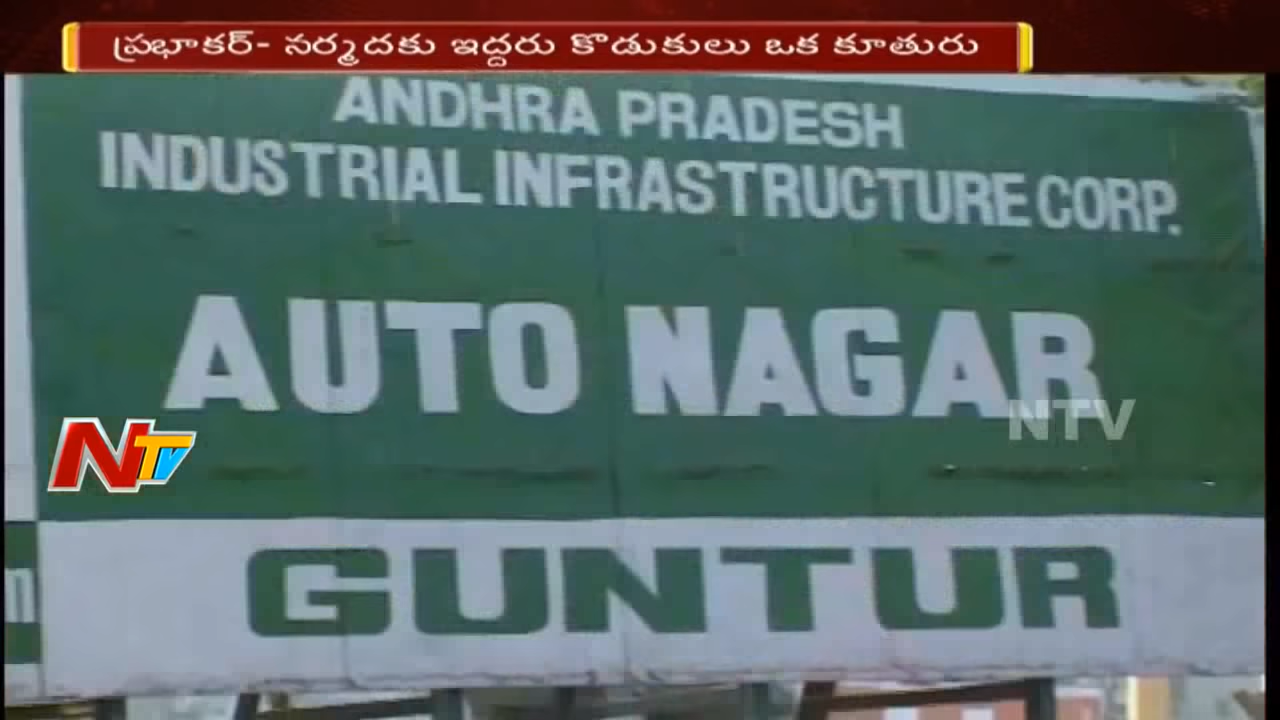 ప్రభాకర్- నర్మదకు ఇద్దరు కొడుకులు ఒక కూతురు
ANDHRA PRADESH
INDUSTRIAL INFRASTRUCTURE CORP.
AUTO NAGAR
NTV
NTV
GUNTUR